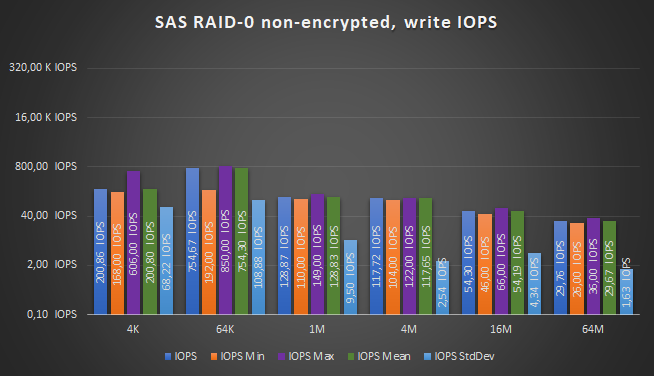 SAS RAID-0 non-encrypted, write IOPS
320,00 K IOPS
16,00 K IOPS
800,00 IOPS
40,00 IOPS
2,00 IOPS
0,10 IOPS
200,86 IOPS
168,00 IOPS
606,00 IOPS
200,80 IOPS
68,22 IOPS
754,67 IOPS
192,00 IOPS
850,00 IOPS
754,30 IOPS
108,88 IOPS
128,87 IOPS
110,00 IOPS
149,00 IOPS
128,83 IOPS
9,50 IOPS
117,72 IOPS
104,00 IOPS
122,00 IOPS
117,65 IOPS
2,54 IOPS
54,30 IOPS
46,00 IOPS
66,00 IOPS
54,19 IOPS
4,34 IOPS
29,76 IOPS
26,00 IOPS
36,00 IOPS
29,67 IOPS
1,63 IOPS
4K 64K 1M 4M 16M 64M
IOPS IOPS Min IOPS Max IOPS Mean IOPS StdDev